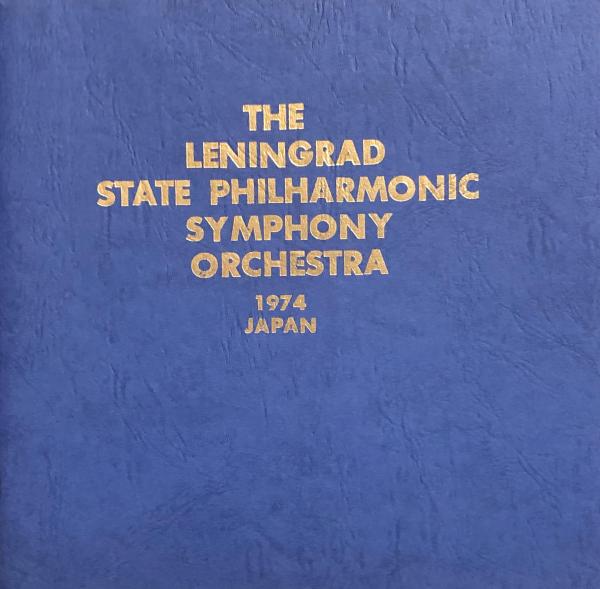 THE
LENINGRAD
STATE PHILHARMONIC
SYMPHONY
ORCHESTRA
1974
JAPAN